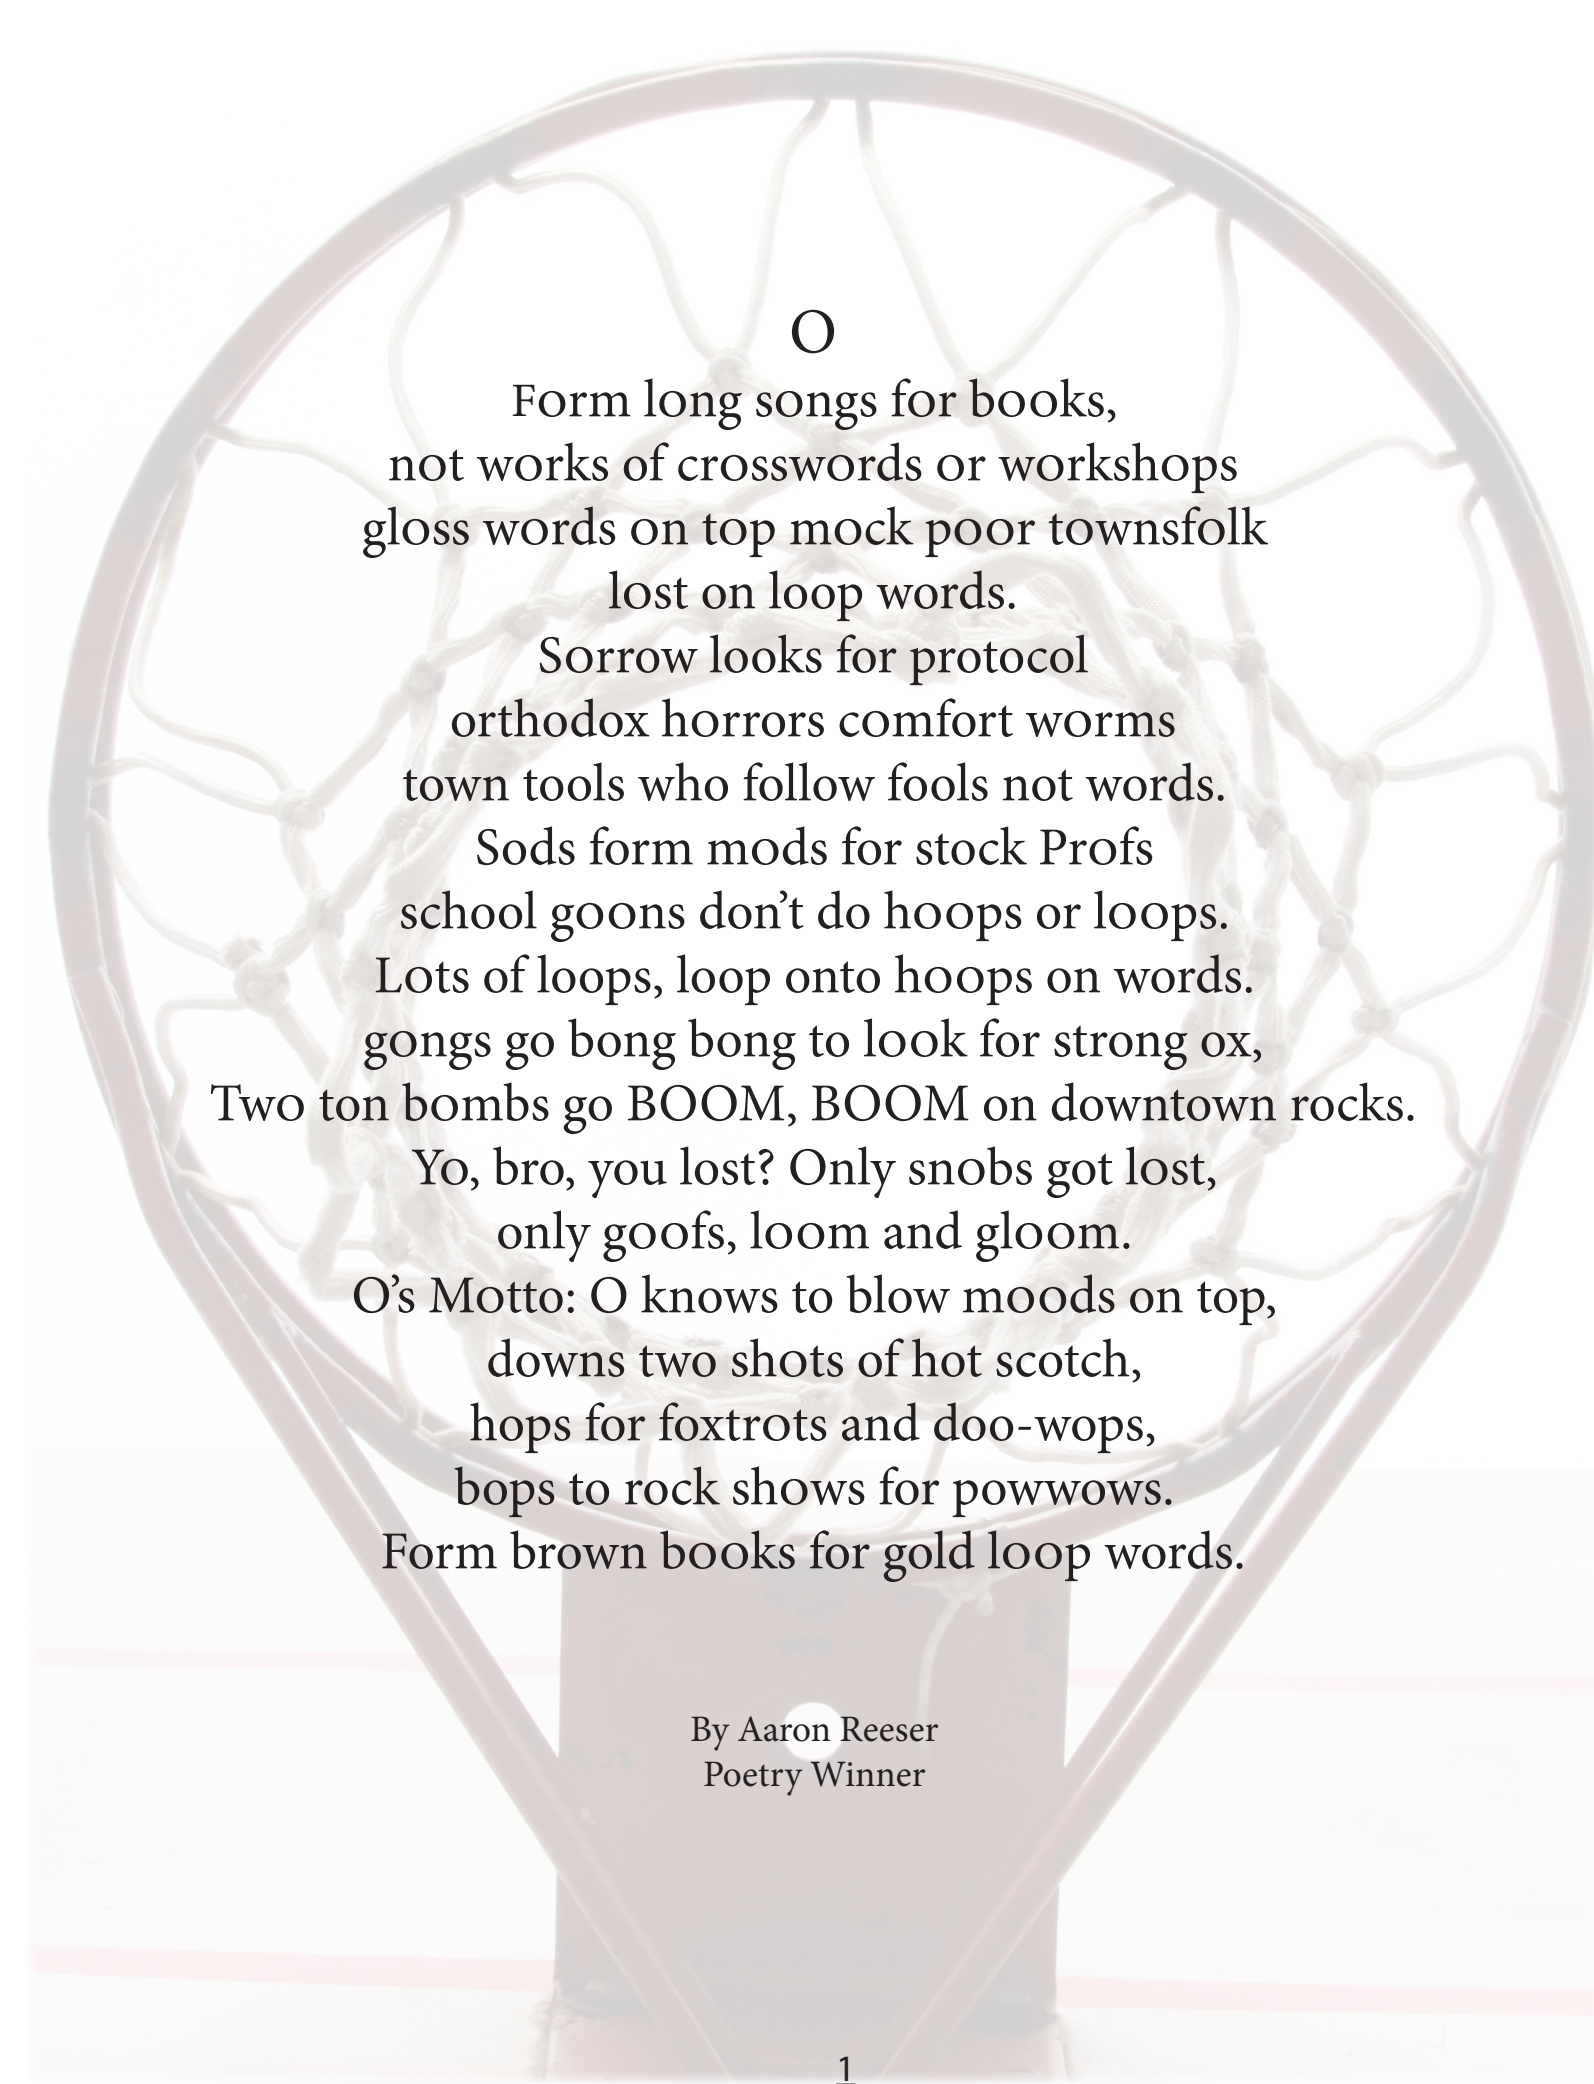 O
Form long songs for books,
not works of crosswords or workshops
gloss words on top mock poor townsfolk
lost on loop words.
Sorrow looks for protocol
orthodox horrors comfort worms
town tools who follow fools not words.
Sods form mods for stock Profs
school goons don’t do hoops or loops.
Lots of loops, loop onto hoops on words.
gongs go bong bong to look for strong ox,
Two ton bombs go BOOM, BOOM on downtown rocks.
Yo, bro, you lost? Only snobs got lost,
only goofs, loom and gloom.
O’s Motto: O knows to blow moods on top,
downs two shots of hot scotch,
hops for foxtrots and doo-wops,
bops to rock shows for powwows.
Form brown books for gold loop words.
By Aaron Reeser
Poetry Winner
1